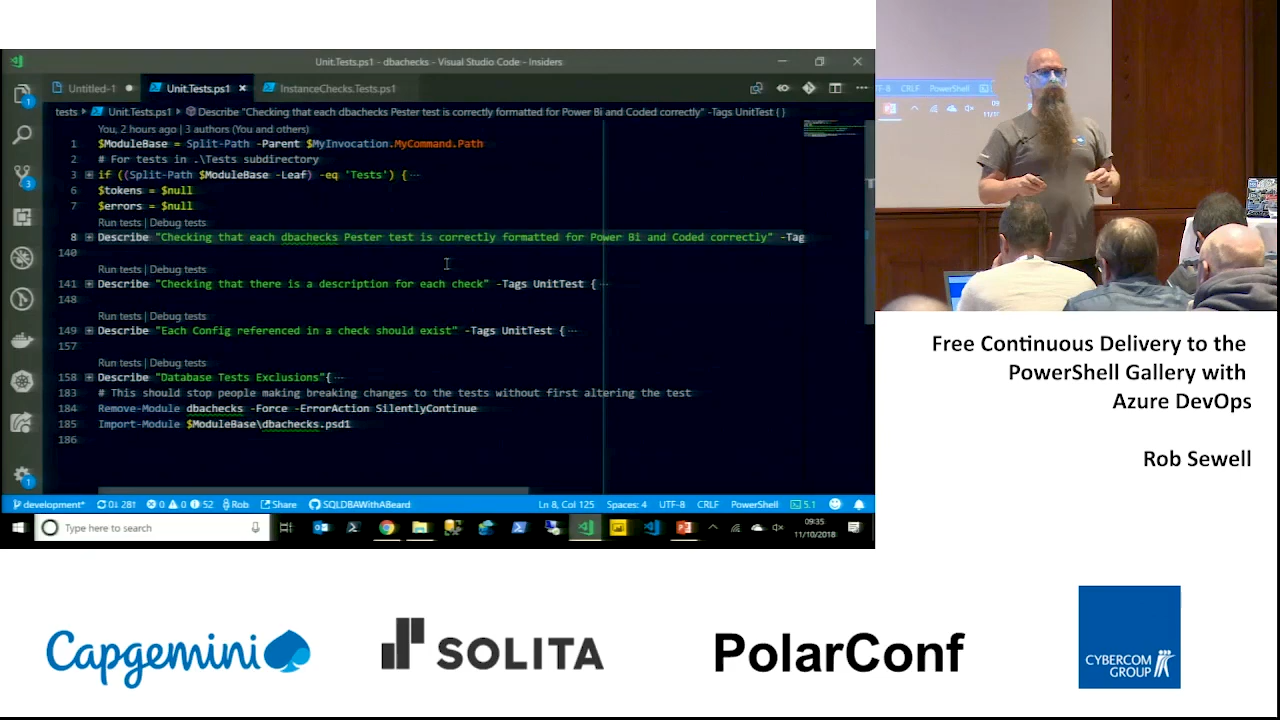 Unit.Tests.ps1 - dbachecks - Visual Studio Code - Insiders
Untitled-1
Unit.Tests.ps1
InstanceChecks.Tests.ps1
tests > Unit.Tests.ps1 > Describe "Checking that each dbachecks Pester test is correctly formatted for Power Bi and Coded correctly" -Tags UnitTest { }
You, 2 hours ago | 3 authors (You and others)
1 $ModuleBase = Split-Path -Parent $MyInvocation.MyCommand.Path
2 # For tests in .\Tests subdirectory
3 if ((Split-Path $ModuleBase -Leaf) -eq 'Tests') { ...
6 $tokens = $null
7 $errors = $null
Run tests | Debug tests
8 Describe "Checking that each dbachecks Pester test is correctly formatted for Power Bi and Coded correctly" -Tag
140
Run tests | Debug tests
141 Describe "Checking that there is a description for each check" -Tags UnitTest { ...
148
Run tests | Debug tests
149 Describe "Each Config referenced in a check should exist" -Tags UnitTest { ...
157
Run tests | Debug tests
158 Describe "Database Tests Exclusions"{ ...
183 # This should stop people making breaking changes to the tests without first altering the test
184 Remove-Module dbachecks -Force -ErrorAction SilentlyContinue
185 Import-Module $ModuleBase\dbachecks.psd1
186
development* 0↓ 28↑ 0 0 52 Rob Share SQLDBAWithABeard Ln 8, Col 125 Spaces: 4 UTF-8 CRLF PowerShell 5.1
Type here to search
09:35
11/10/2018
CRLF PowerShell
Free Continuous Delivery to the
PowerShell Gallery with
Azure DevOps
Rob Sewell
Capgemini
SOLITA
PolarConf
CYBERCOM
GROUP